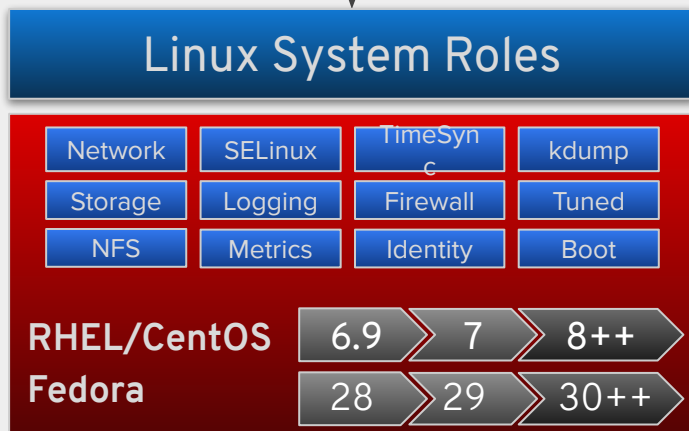 Linux System Roles
Network SELinux TimeSyn
c kdump
Storage Logging Firewall Tuned
NFS Metrics Identity Boot
RHEL/CentOS 6.9 7 8++
Fedora 28 29 30++